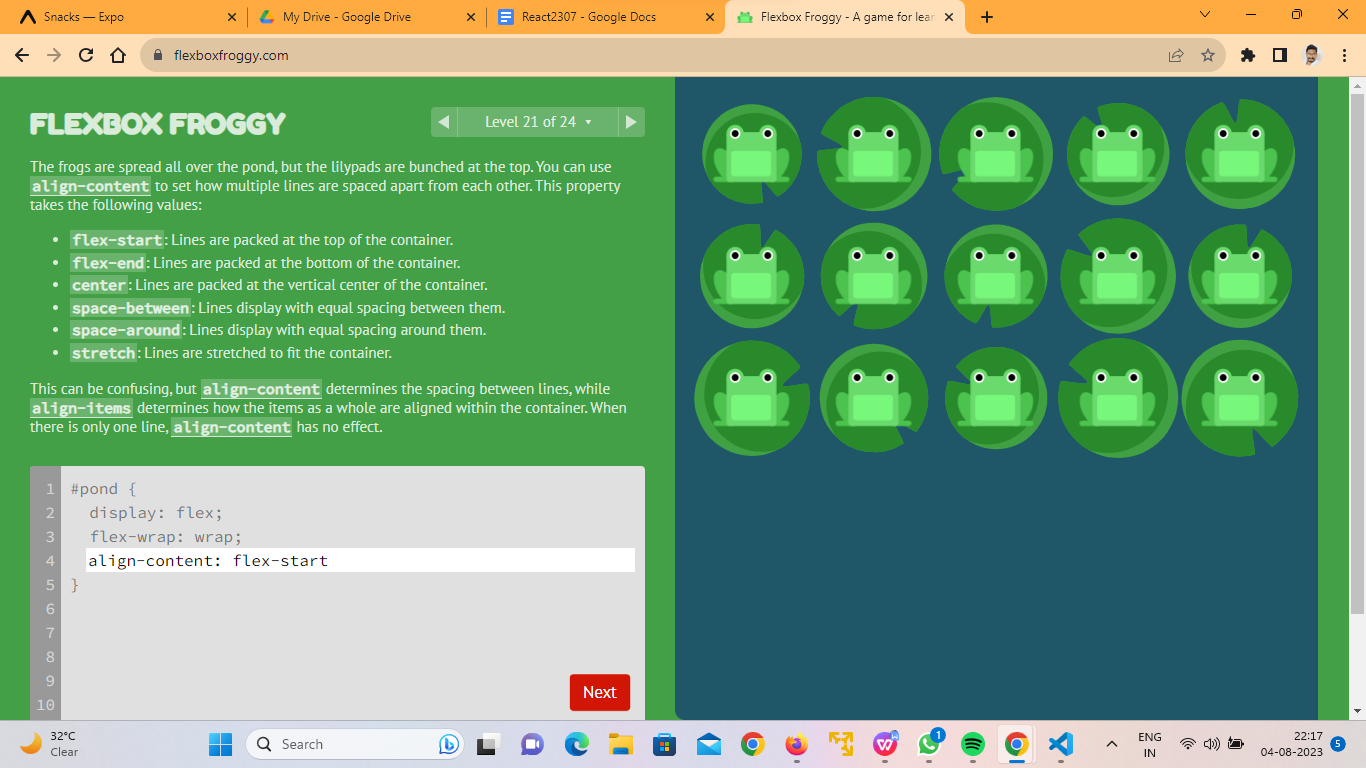 Snacks — Expo
My Drive - Google Drive
React2307 - Google Docs
Flexbox Froggy - A game for lear
flexboxfroggy.com
FLEXBOX FROGGY
Level 21 of 24
The frogs are spread all over the pond, but the lilypads are bunched at the top. You can use
align-content to set how multiple lines are spaced apart from each other. This property
takes the following values:
• flex-start: Lines are packed at the top of the container.
• flex-end: Lines are packed at the bottom of the container.
• center: Lines are packed at the vertical center of the container.
• space-between: Lines display with equal spacing between them.
• space-around: Lines display with equal spacing around them.
• stretch: Lines are stretched to fit the container.
This can be confusing, but align-content determines the spacing between lines, while
align-items determines how the items as a whole are aligned within the container. When
there is only one line, align-content has no effect.
1 #pond {
2 display: flex;
3 flex-wrap: wrap;
4 align-content: flex-start
5 }
6
7
8
9
10
Next
32°C
Clear
Search
1
ENG
IN
22:17
04-08-2023
5